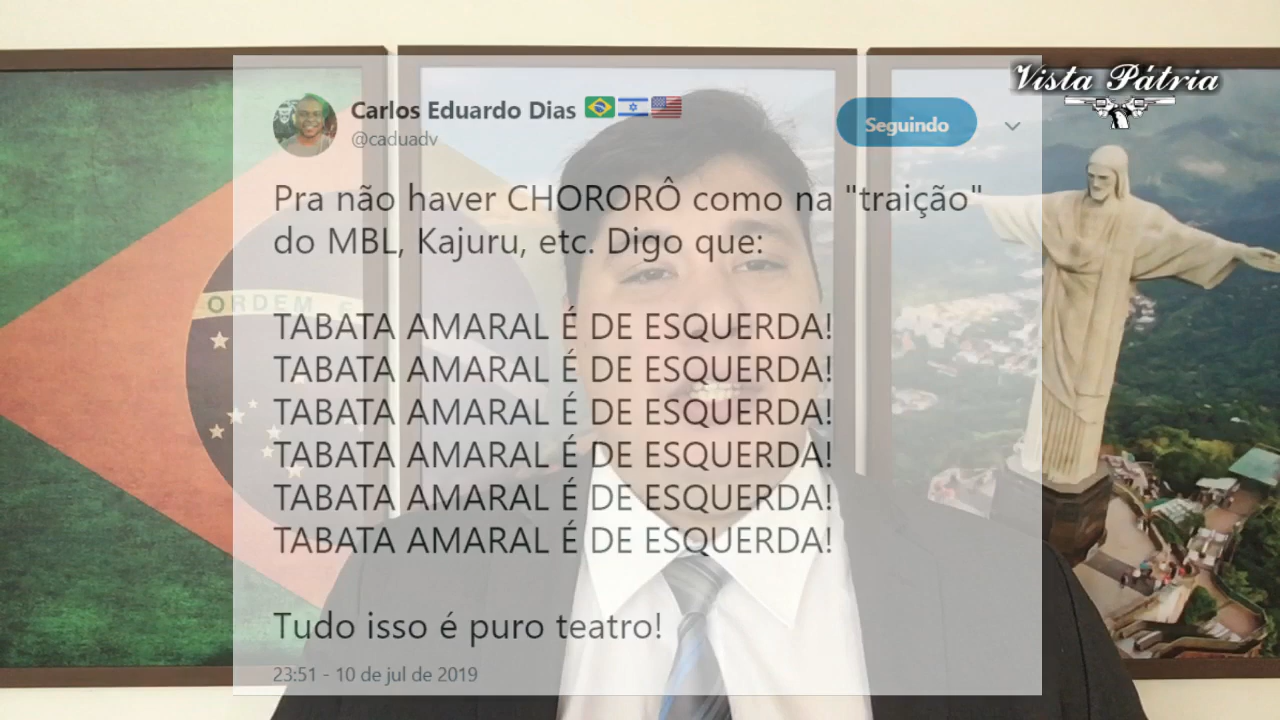 Vista Pátria
Carlos Eduardo Dias 🇧🇷🇮🇱🇺🇸
Seguindo
@caduadv
Pra não haver CHORORÔ como na "traição"
do MBL, Kajuru, etc. Digo que:
TABATA AMARAL É DE ESQUERDA!
TABATA AMARAL É DE ESQUERDA!
TABATA AMARAL É DE ESQUERDA!
TABATA AMARAL É DE ESQUERDA!
TABATA AMARAL É DE ESQUERDA!
TABATA AMARAL É DE ESQUERDA!
Tudo isso é puro teatro!
23:51 - 10 de jul de 2019
ORDEM E